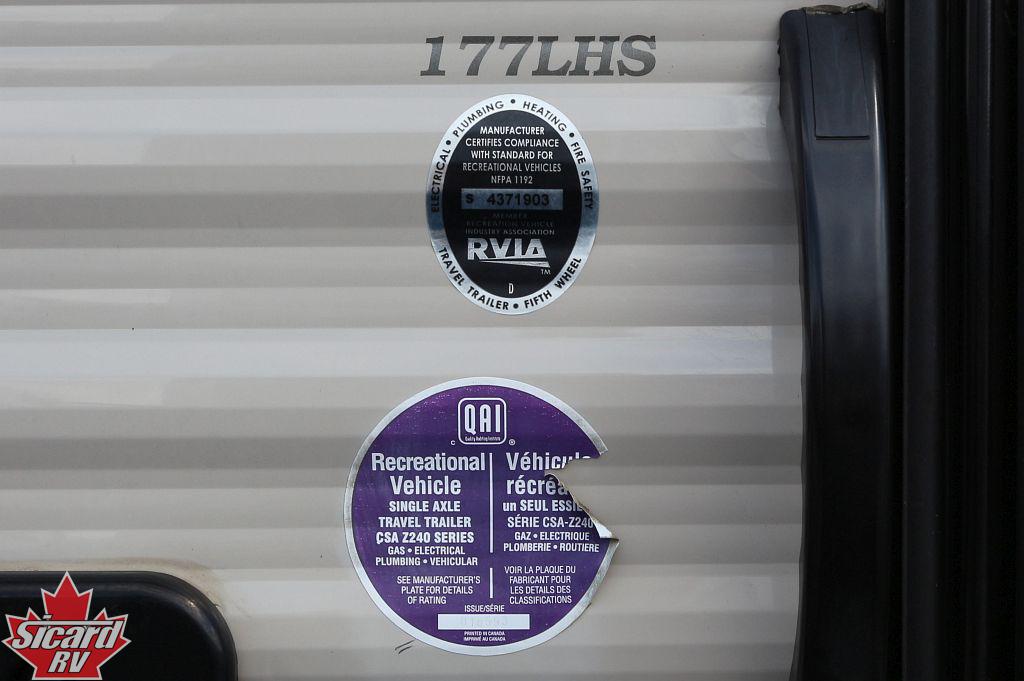 177LHS
ELECTRICAL • PLUMBING • HEATING • FIRE SAFETY
MANUFACTURER
CERTIFIES COMPLIANCE
WITH STANDARD FOR
RECREATIONAL VEHICLES
NFPA 1192
S 4371903
MEMBER
RECREATION VEHICLE
INDUSTRY ASSOCIATION
RVIA
TM
D
TRAVEL TRAILER • FIFTH WHEEL
QAI
C ®
Recreational
Vehicle
SINGLE AXLE
TRAVEL TRAILER
CSA Z240 SERIES
GAS • ELECTRICAL
PLUMBING • VEHICULAR
SEE MANUFACTURER'S
PLATE FOR DETAILS
OF RATING
Véhicule
récréa
un SEUL ESSIE
SÉRIE CSA-Z240
GAZ • ELECTRIQUE
PLOMBERIE • ROUTIERE
VOIR LA PLAQUE DU
FABRICANT POUR
LES DETAILS DES
CLASSIFICATIONS
ISSUE/SÉRIE
PRINTED IN CANADA
IMPRIMÉ AU CANADA
Sicard
RV